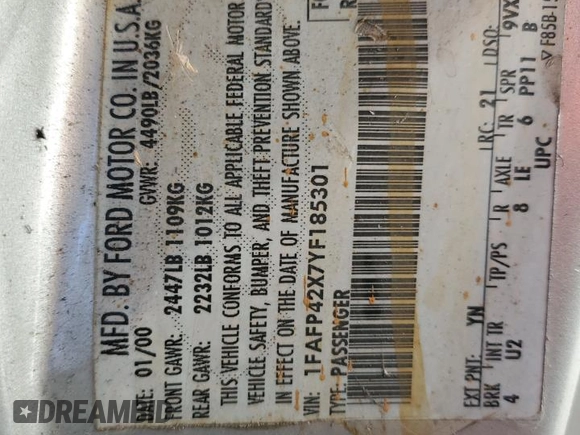 MFD. BY FORD MOTOR CO. IN U.S.A.
DATE: 01/00 GVWR: 4490LB/2036KG
FRONT GAWR: 2447LB 1109KG
REAR GAWR: 2232LB 1012KG
THIS VEHICLE CONFORMS TO ALL APPLICABLE FEDERAL MOTOR
VEHICLE SAFETY, BUMPER, AND THEFT PREVENTION STANDARDS
IN EFFECT ON THE DATE OF MANUFACTURE SHOWN ABOVE.
VIN: 1FAFP42X7YF185301
TYPE: PASSENGER
EXT PNT: YN RC: 21 DSO:
BRK INT TR TP/PS R AXLE TR SPR
4 U2 8 LE 6 PP11 B
UPC
DREAMBID